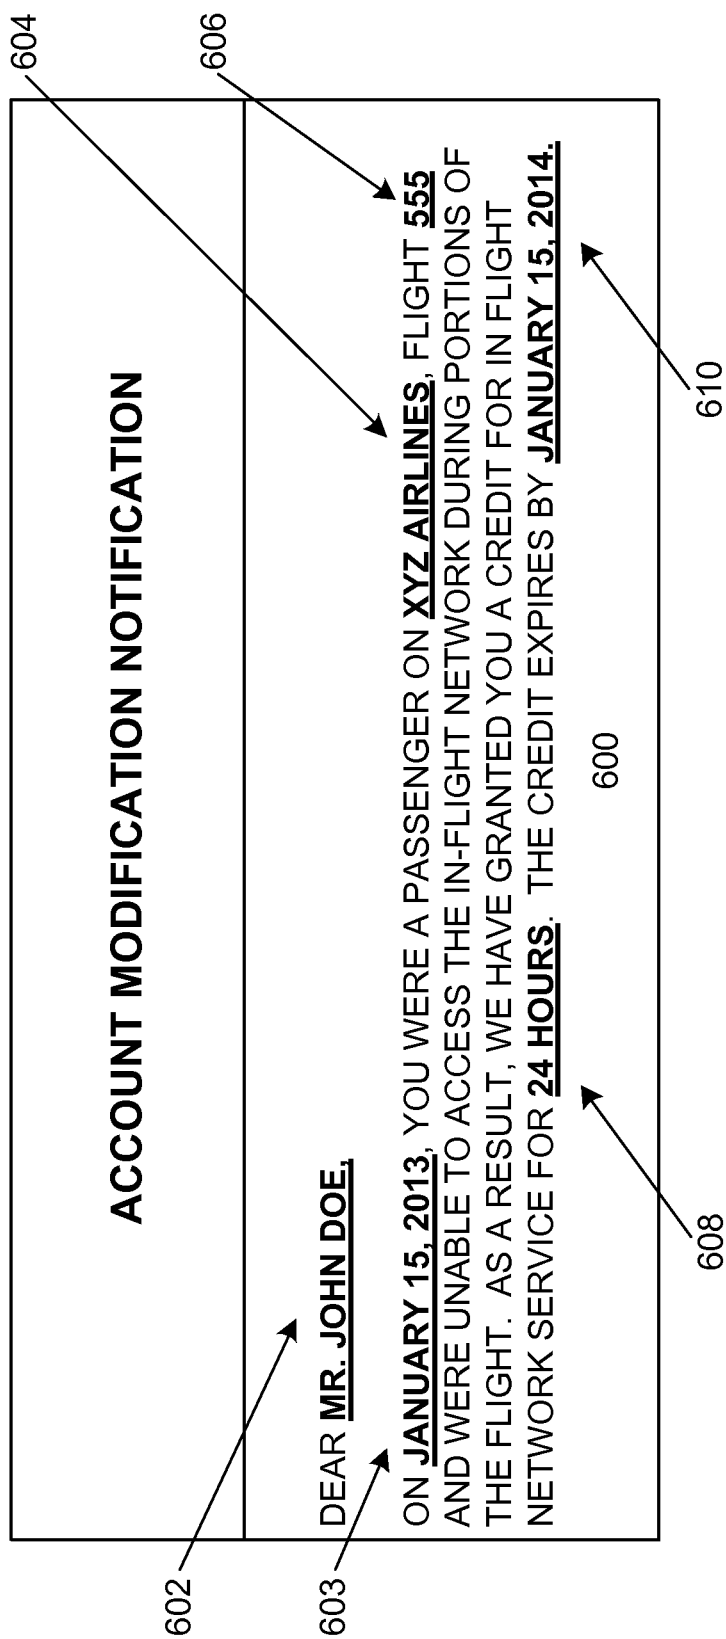 604
606
ACCOUNT MODIFICATION NOTIFICATION
602
DEAR MR. JOHN DOE,
603
ON JANUARY 15, 2013, YOU WERE A PASSENGER ON XYZ AIRLINES, FLIGHT 555
AND WERE UNABLE TO ACCESS THE IN-FLIGHT NETWORK DURING PORTIONS OF
THE FLIGHT. AS A RESULT, WE HAVE GRANTED YOU A CREDIT FOR IN FLIGHT
NETWORK SERVICE FOR 24 HOURS. THE CREDIT EXPIRES BY JANUARY 15, 2014.
600
608
610